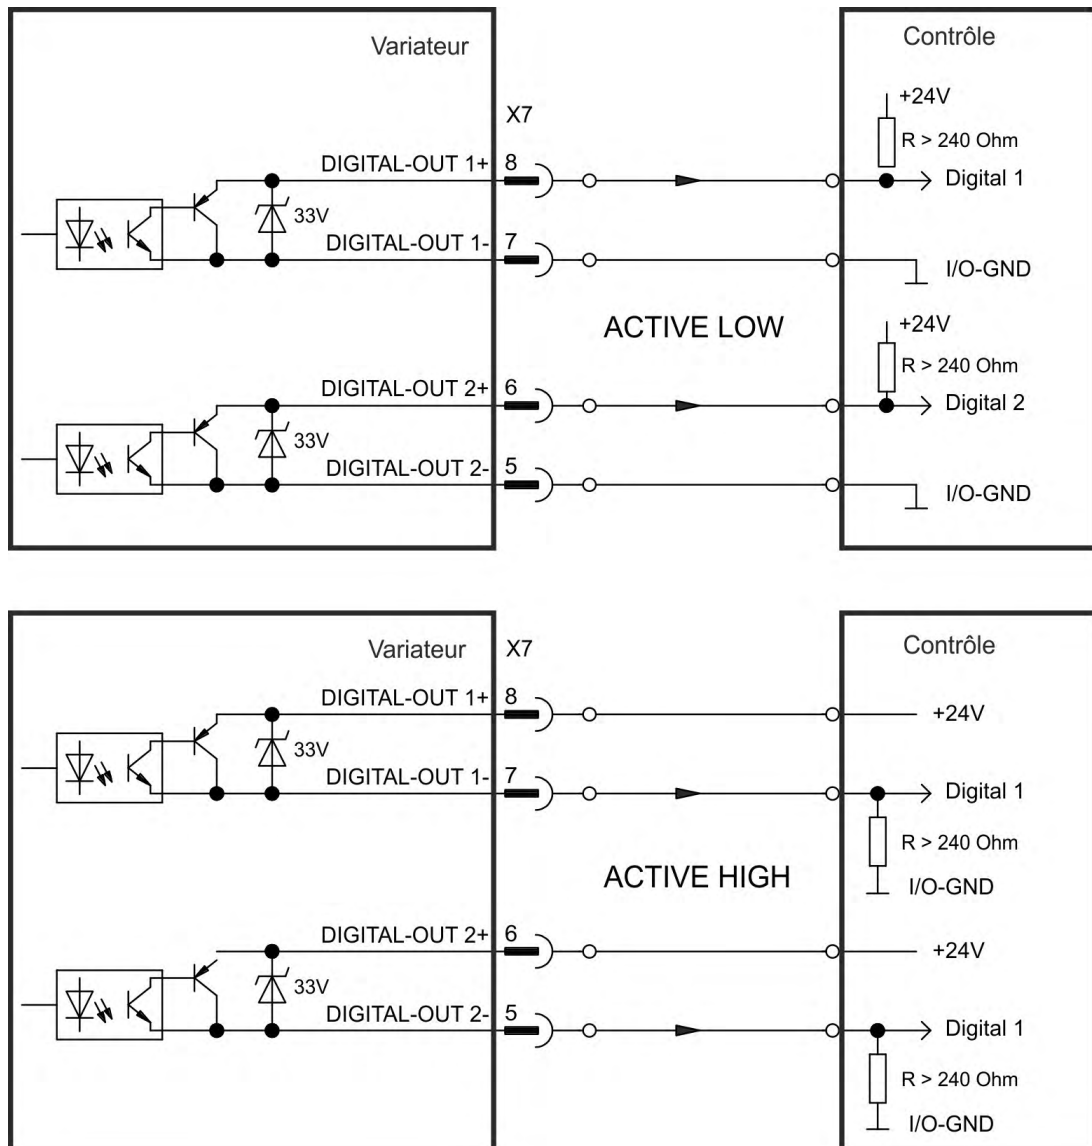 Variateur
Contrôle
X7
+24V
R > 240 Ohm
DIGITAL-OUT 1+
8
Digital 1
33V
DIGITAL-OUT 1-
7
I/O-GND
ACTIVE LOW
+24V
R > 240 Ohm
DIGITAL-OUT 2+
6
Digital 2
33V
DIGITAL-OUT 2-
5
I/O-GND
Variateur
X7
Contrôle
DIGITAL-OUT 1+
8
+24V
33V
DIGITAL-OUT 1-
7
Digital 1
R > 240 Ohm
ACTIVE HIGH
I/O-GND
DIGITAL-OUT 2+
6
+24V
33V
DIGITAL-OUT 2-
5
Digital 1
R > 240 Ohm
I/O-GND